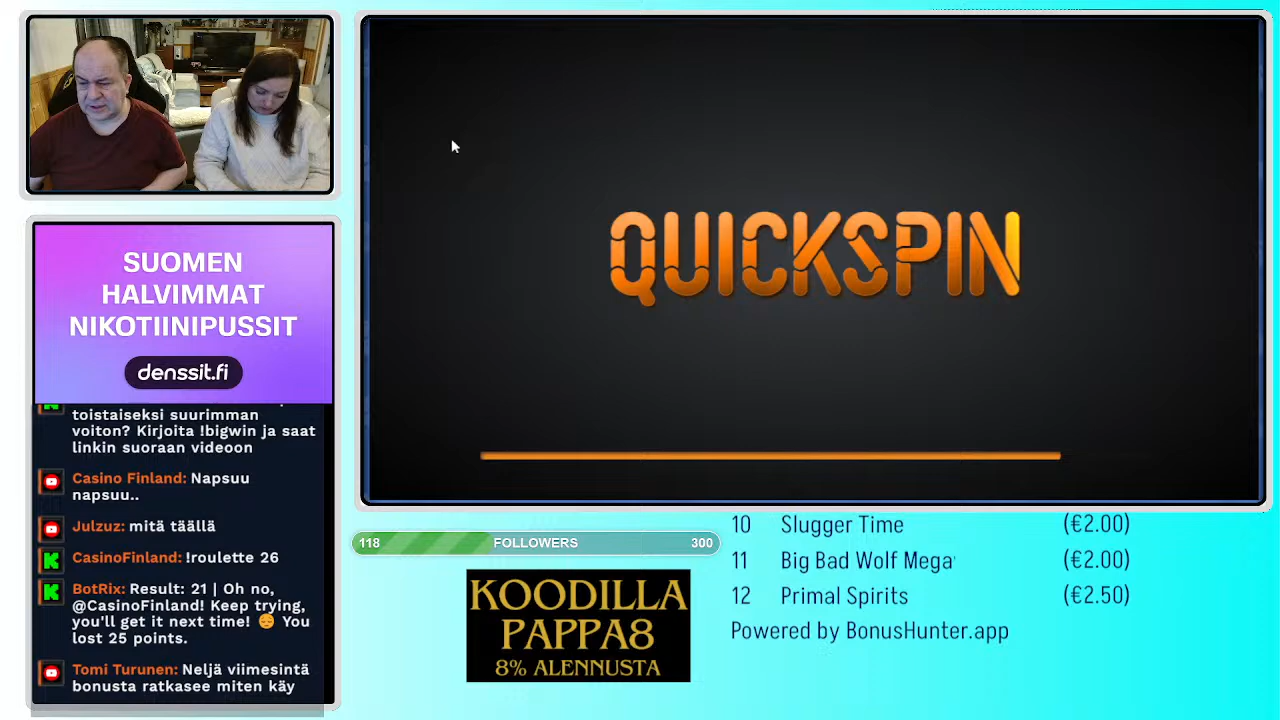 QUICKSPIN
SUOMEN
HALVIMMAT
NIKOTIINIPUSSIT
denssit.fi
toistaiseksi suurimman
voiton? Kirjoita !bigwin ja saat
linkin suoraan videoon
Casino Finland: Napsuu
napsuu..
Julzuz: mitä täällä
CasinoFinland: !roulette 26
BotRix: Result: 21 | Oh no,
@CasinoFinland! Keep trying,
you'll get it next time! 😔 You
lost 25 points.
Tomi Turunen: Neljä viimesintä
bonusta ratkasee miten käy
118 FOLLOWERS 300
KOODILLA
PAPPA8
8% ALENNUSTA
10 Slugger Time (€2.00)
11 Big Bad Wolf Mega (€2.00)
12 Primal Spirits (€2.50)
Powered by BonusHunter.app